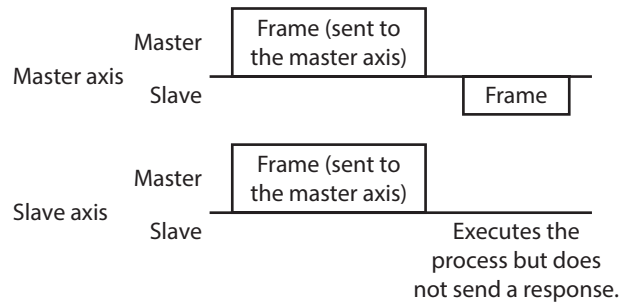 Frame (sent to
the master axis)
Master
Master axis
Slave
Frame
Frame (sent to
the master axis)
Master
Slave axis
Slave
Executes the
process but does
not send a response.